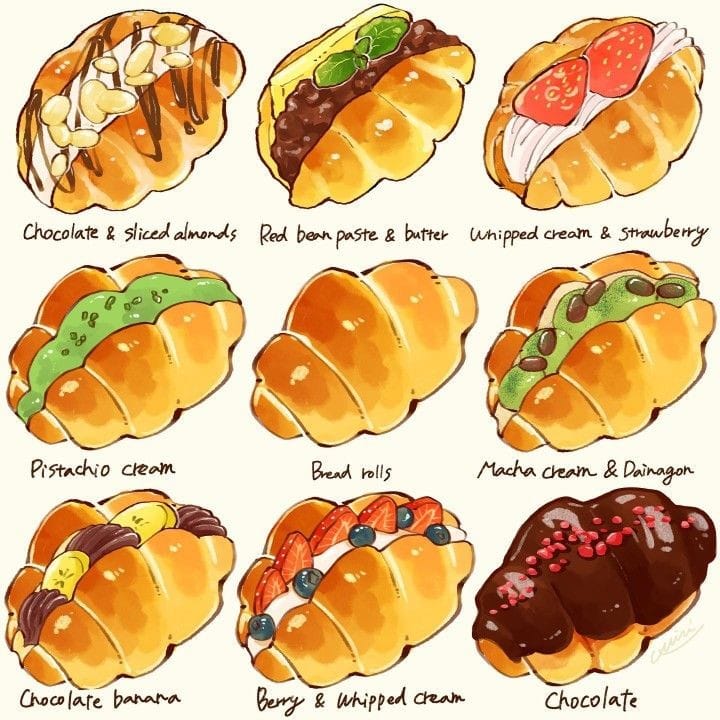 Chocolate & sliced almonds
Red bean paste & butter
Whipped cream & strawberry
Pistachio cream
Bread rolls
Macha cream & Dainagon
Chocolate banana
Berry & Whipped Cream
Chocolate